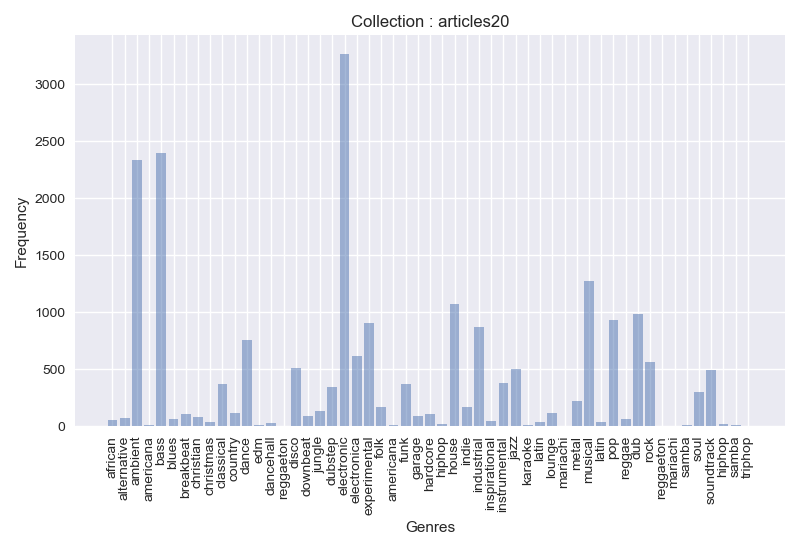 Collection : articles20
Frequency
3000
2500
2000
1500
1000
500
0
african
alternative
ambient
americana
bass
blues
breakbeat
christian
christmas
classical
country
dance
edm
dancehall
reggaeton
disco
downbeat
jungle
dubstep
electronic
electronica
experimental
folk
americana
funk
garage
hardcore
hiphop
house
indie
industrial
inspirational
instrumental
jazz
karaoke
latin
lounge
mariachi
metal
musical
latin
pop
reggae
dub
rock
reggaeton
mariachi
samba
soul
soundtrack
hiphop
samba
triphop
Genres